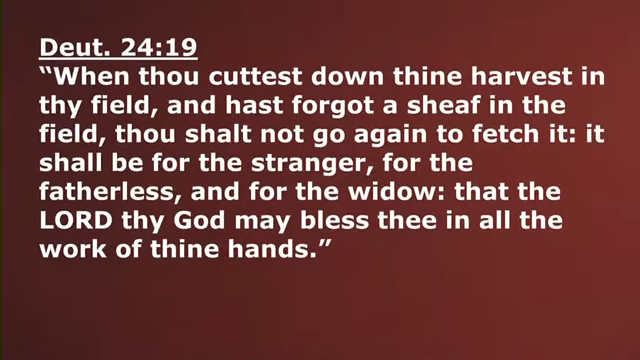 Deut. 24:19
“When thou cuttest down thine harvest in
thy field, and hast forgot a sheaf in the
field, thou shalt not go again to fetch it: it
shall be for the stranger, for the
fatherless, and for the widow: that the
LORD thy God may bless thee in all the
work of thine hands.”